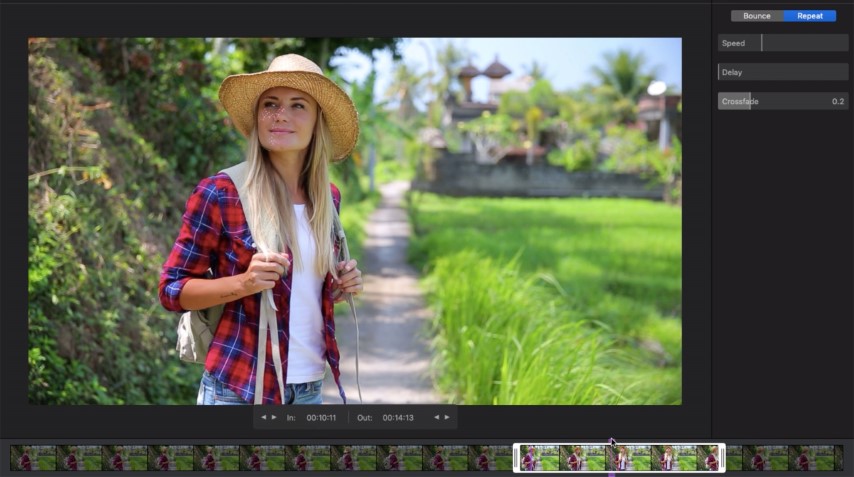 Bounce Repeat
Speed
Delay
Crossfade 0.2
In: 00:10:11 Out: 00:14:13